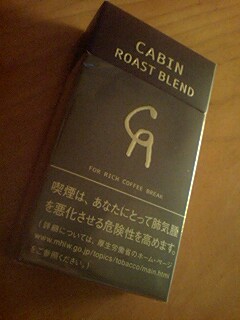 CABIN
ROAST BLEND
CA
FOR RICH COFFEE BREAK
喫煙は、あなたにとって肺気腫
を悪化させる危険性を高めます。
(詳細については、厚生労働省のホーム・ページ
www.mhlw.go.jp/topics/tobacco/main.html
をご参照ください。)